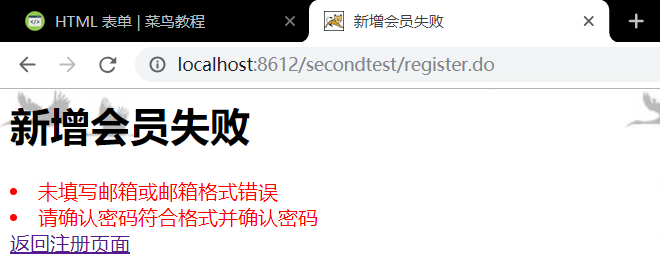 HTML 表单 | 菜鸟教程
新增会员失败
localhost:8612/secondtest/register.do
新增会员失败
未填写邮箱或邮箱格式错误
请确认密码符合格式并确认密码
返回注册页面